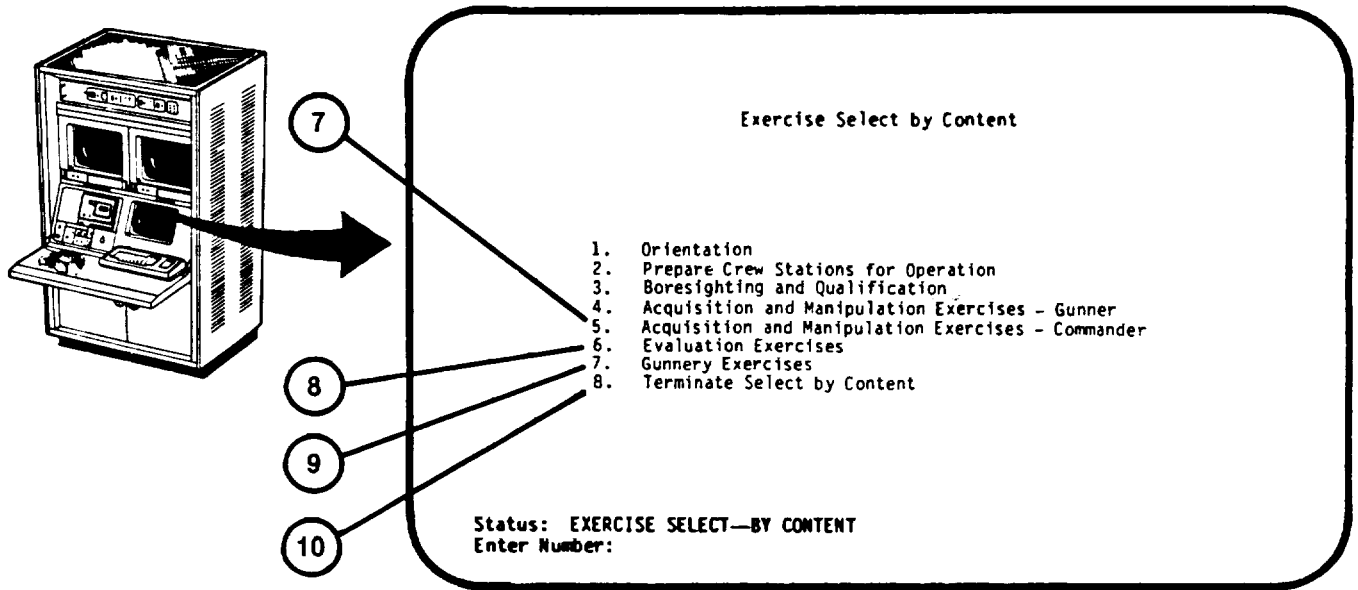 Exercise Select by Content
7
1. Orientation
2. Prepare Crew Stations for Operation
3. Boresighting and Qualification
4. Acquisition and Manipulation Exercises - Gunner
5. Acquisition and Manipulation Exercises - Commander
6. Evaluation Exercises
7. Gunnery Exercises
8. Terminate Select by Content
8
9
10
Status: EXERCISE SELECT—BY CONTENT
Enter Number: